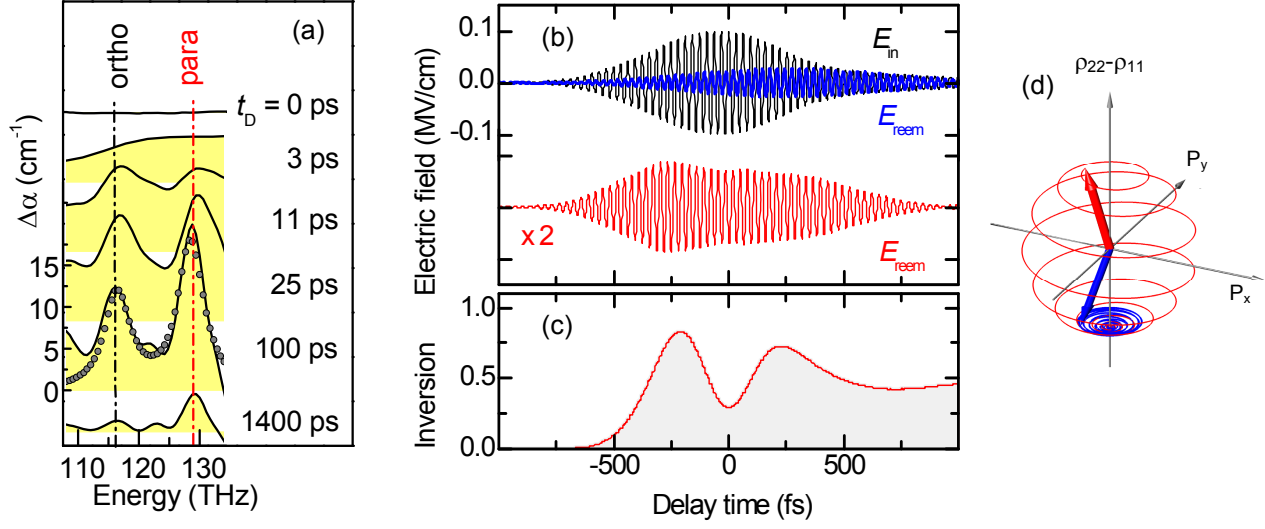 (a)
ortho
para
t_D = 0 ps
3 ps
11 ps
25 ps
100 ps
1400 ps
Δα (cm⁻¹)
15
10
5
0
110 120 130
Energy (THz)
(b)
E_in
E_reem
E_reem
x 2
0.1
0.0
-0.1
Electric field (MV/cm)
(c)
Inversion
1.0
0.5
0.0
-500 0 500
Delay time (fs)
(d)
ρ₂₂-ρ₁₁
P_y
P_x